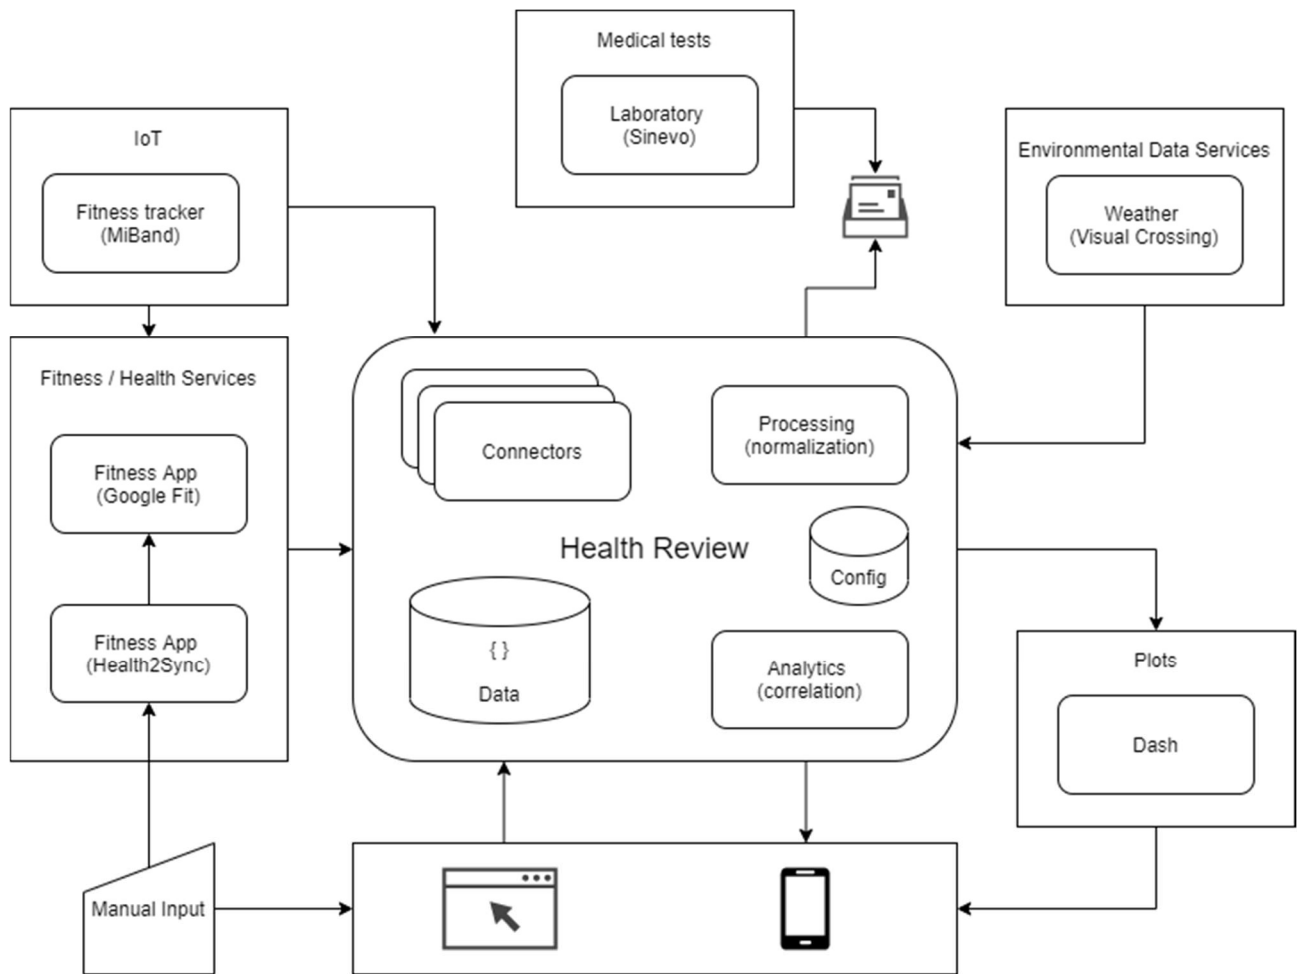 Medical tests
Laboratory
(Sinevo)
IoT
Fitness tracker
(MiBand)
Environmental Data Services
Weather
(Visual Crossing)
Fitness / Health Services
Fitness App
(Google Fit)
Fitness App
(Health2Sync)
Connectors
Processing
(normalization)
Health Review
Config
{ }
Data
Analytics
(correlation)
Plots
Dash
Manual Input